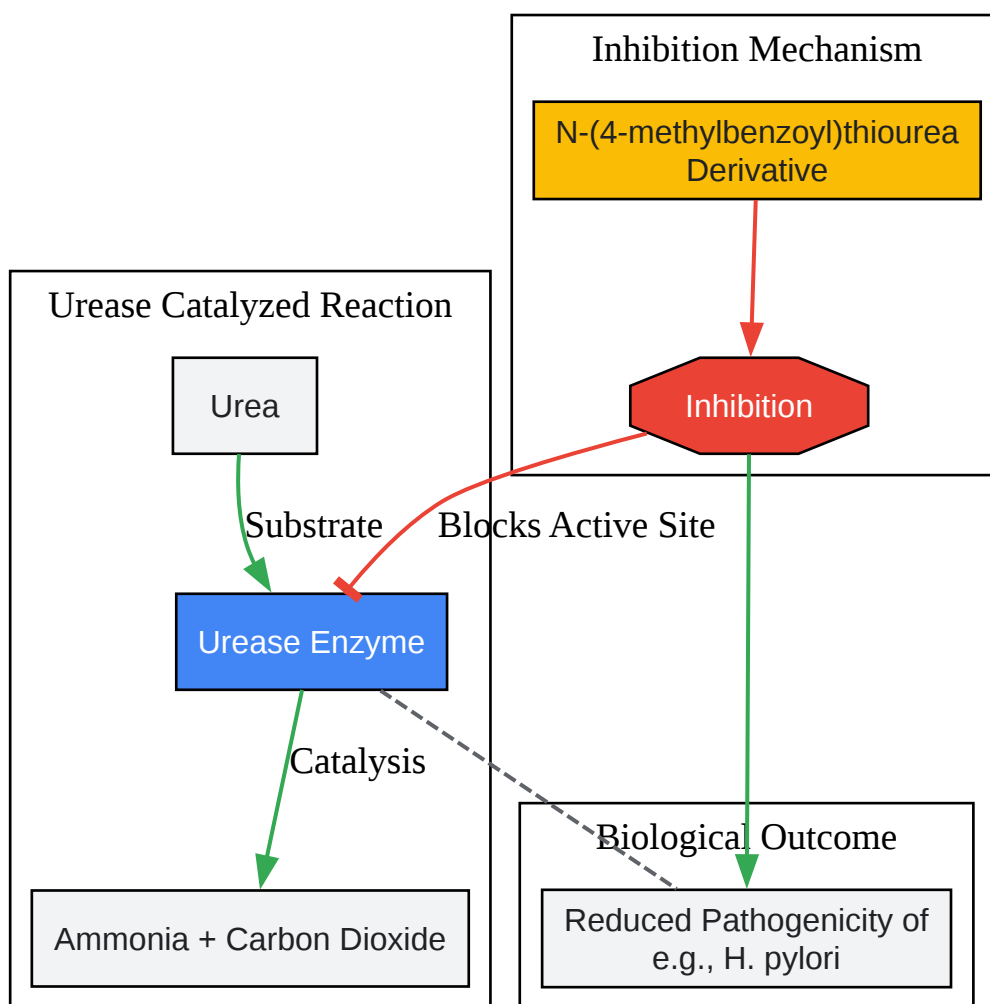 Inhibition Mechanism
N-(4-methylbenzoyl)thiourea
Derivative
Urease Catalyzed Reaction
Urea
Inhibition
Substrate
Blocks Active Site
Urease Enzyme
Catalysis
Biological Outcome
Ammonia + Carbon Dioxide
Reduced Pathogenicity of
e.g., H. pylori